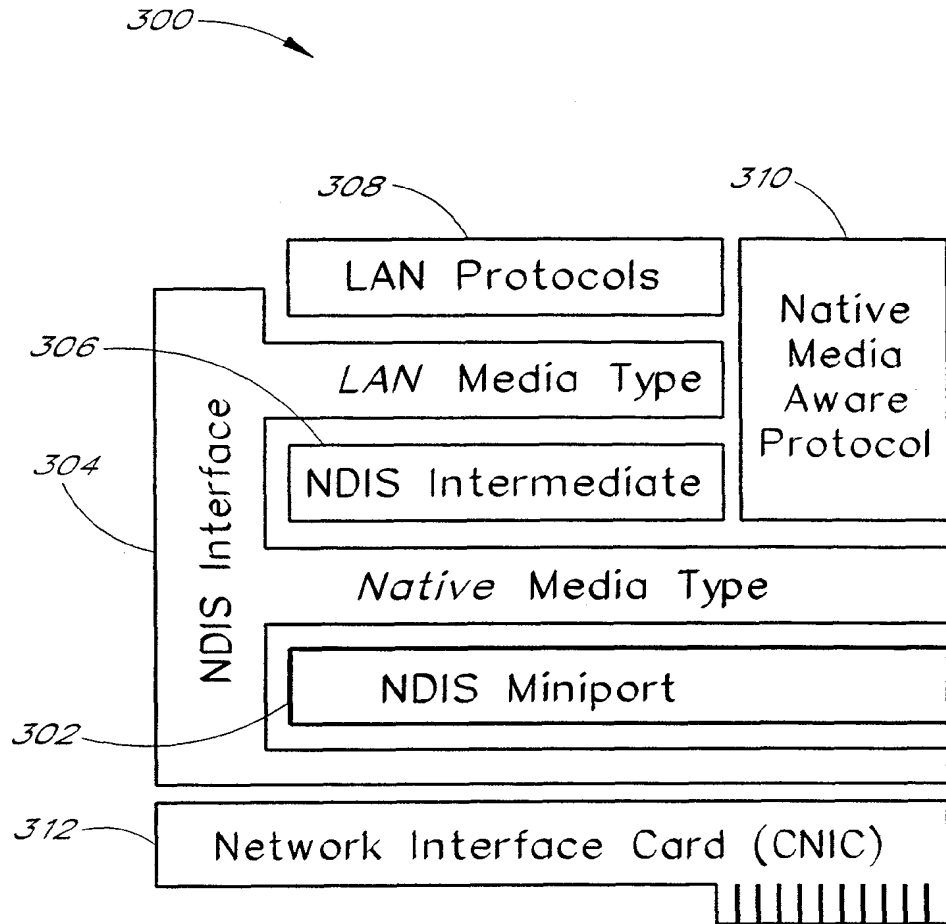 300
308
310
LAN Protocols
Native
Media
Aware
Protocol
306
LAN Media Type
304
NDIS Interface
NDIS Intermediate
Native Media Type
NDIS Miniport
302
312
Network Interface Card (CNIC)